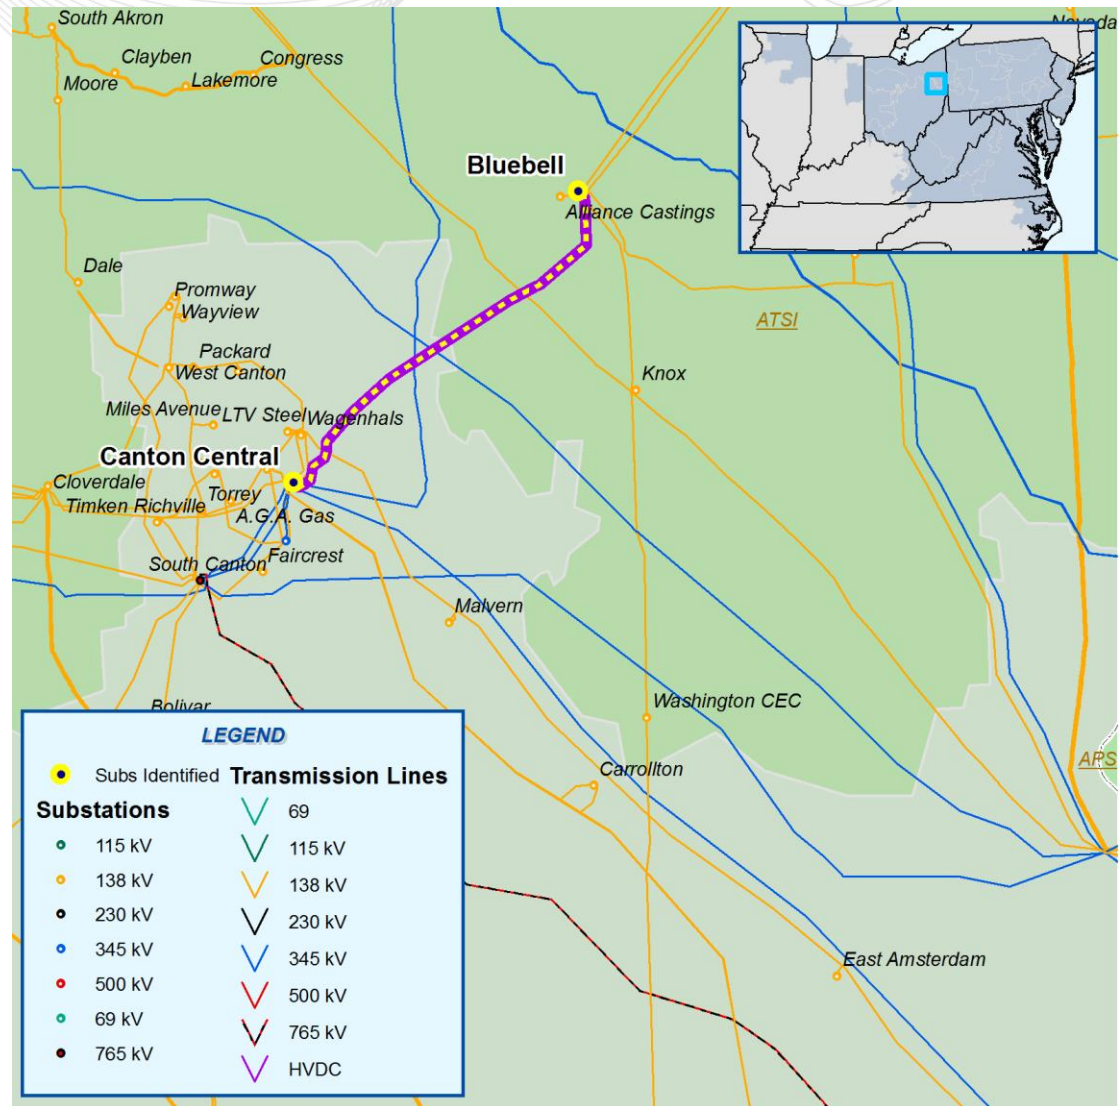 South Akron
Clayben
Congress
Moore
Lakemore
Nevada
Bluebell
Alliance Castings
Dale
Promway
Wayview
ATSI
Packard
West Canton
Knox
Miles Avenue
LTV Steel
Wagenhals
Canton Central
Cloverdale
Torrey
Timken Richville
A.G.A. Gas
Faircrest
South Canton
Malvern
Bolivar
Washington CEC
Carrollton
APS
East Amsterdam
LEGEND
Subs Identified
Substations
115 kV
138 kV
230 kV
345 kV
500 kV
69 kV
765 kV
Transmission Lines
69
115 kV
138 kV
230 kV
345 kV
500 kV
765 kV
HVDC